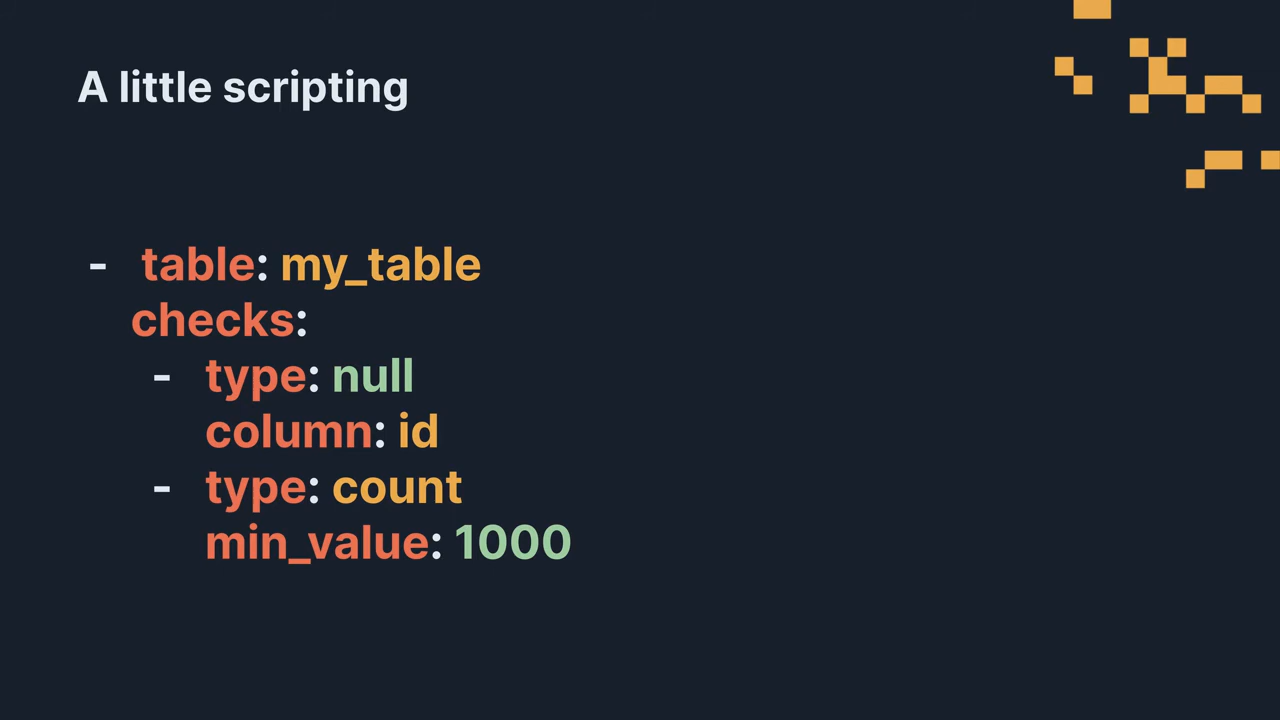 A little scripting
- table: my_table
checks:
- type: null
column: id
- type: count
min_value: 1000